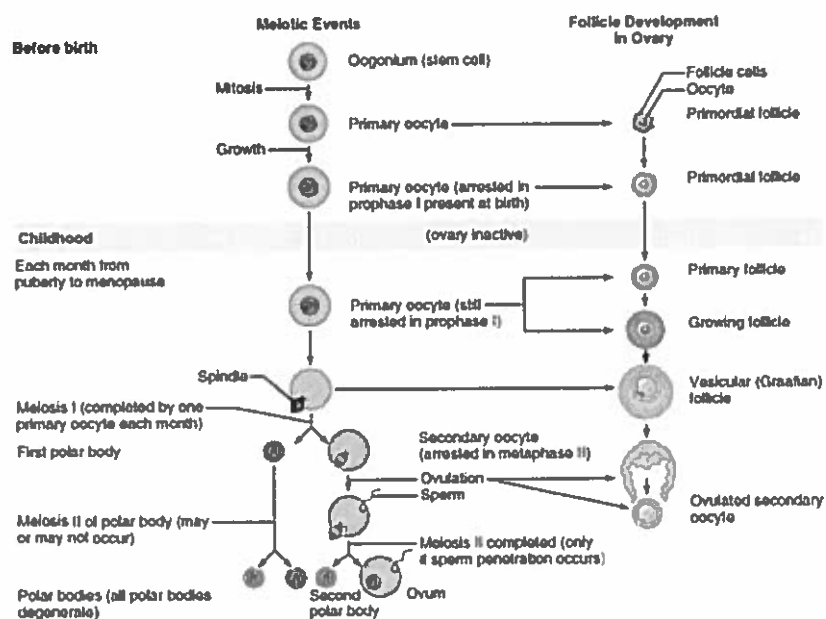 Meiotic Events
Follicle Development
in Ovary
Before birth
Oogonium (stem cell)
Follicle cells
Oocyte
Mitosis
Primary oocyte
Primordial follicle
Growth
Primary oocyte (arrested in
prophase I present at birth)
Primordial follicle
Childhood
(ovary inactive)
Each month from
puberty to menopause
Primary follicle
Primary oocyte (still
arrested in prophase I)
Growing follicle
Spindle
Vesicular (Graafian)
follicle
Meiosis I (completed by one
primary oocyte each month)
First polar body
Secondary oocyte
(arrested in metaphase II)
Ovulation
Sperm
Ovulated secondary
oocyte
Meiosis II of polar body (may
or may not occur)
Meiosis II completed (only
if sperm penetration occurs)
Polar bodies (all polar bodies
degenerate)
Second
polar body
Ovum